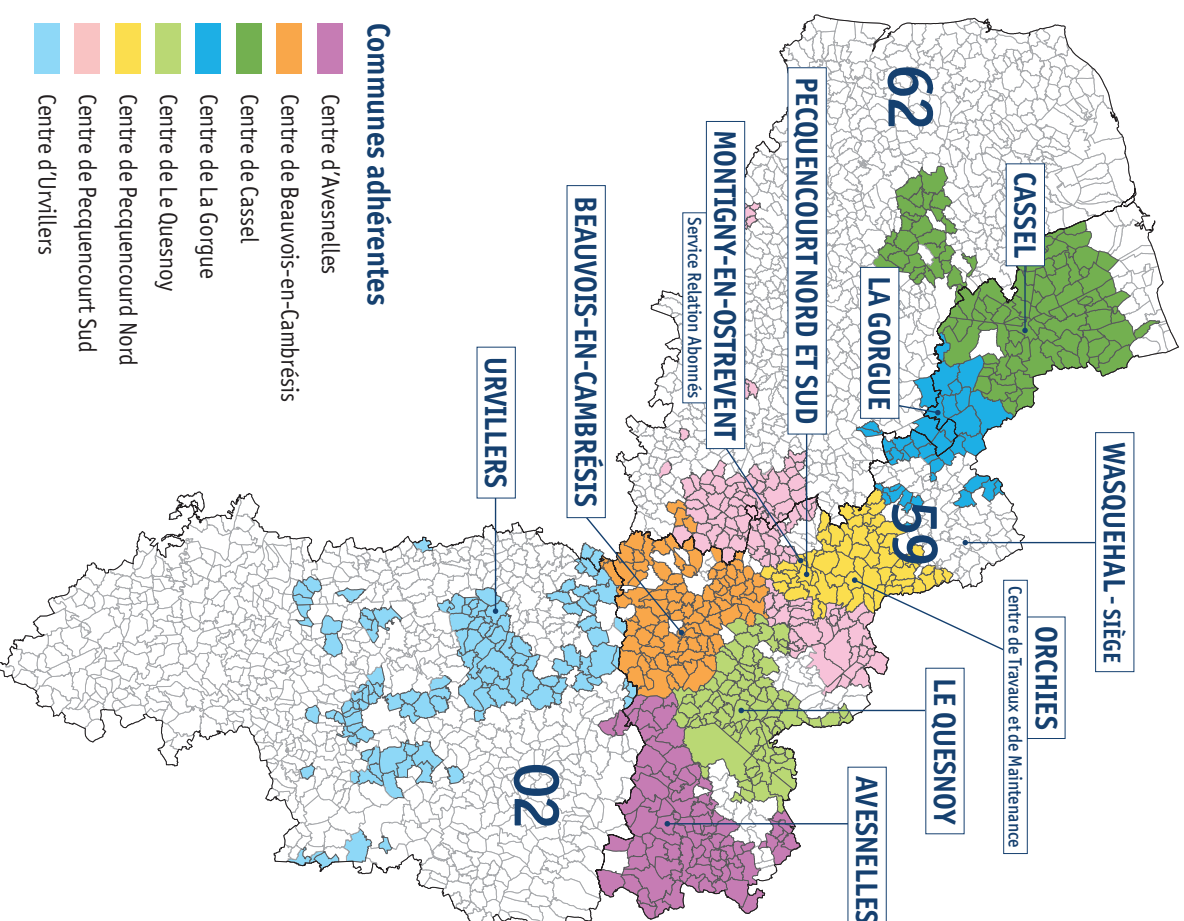 62
CASSEL
LA GORGUE
PECQUENCOURT NORD ET SUD
MONTIGNY-EN-OSTREVENT
Service Relation Abonnés
BEAUVOIS-EN-CAMBRÉSIS
URVILLERS
WASQUEHAL - SIÈGE
59
ORCHIES
Centre de Travaux et de Maintenance
LE QUESNOY
AVESNELLES
02
Communes adhérentes
Centre d'Avesnelles
Centre de Beauvois-en-Cambrésis
Centre de Cassel
Centre de La Gorgue
Centre de Le Quesnoy
Centre de Pecquencourd Nord
Centre de Pecquencourt Sud
Centre d'Urvillers